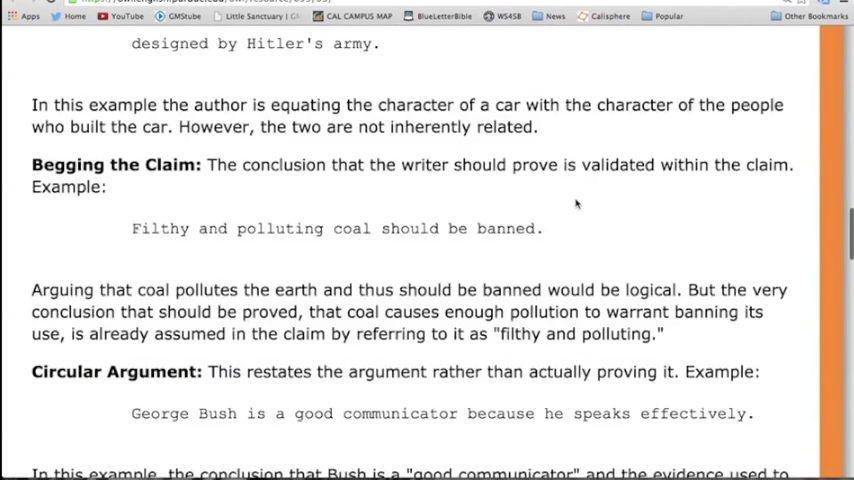 Apps Home YouTube GMStube Little Sanctuary | G CAL CAMPUS MAP BlueLetterBible WS4SB News Calisphere Popular Other Bookmarks
designed by Hitler's army.
In this example the author is equating the character of a car with the character of the people
who built the car. However, the two are not inherently related.
Begging the Claim: The conclusion that the writer should prove is validated within the claim.
Example:
Filthy and polluting coal should be banned.
Arguing that coal pollutes the earth and thus should be banned would be logical. But the very
conclusion that should be proved, that coal causes enough pollution to warrant banning its
use, is already assumed in the claim by referring to it as "filthy and polluting."
Circular Argument: This restates the argument rather than actually proving it. Example:
George Bush is a good communicator because he speaks effectively.
In this example, the conclusion that Bush is a "good communicator" and the evidence used to